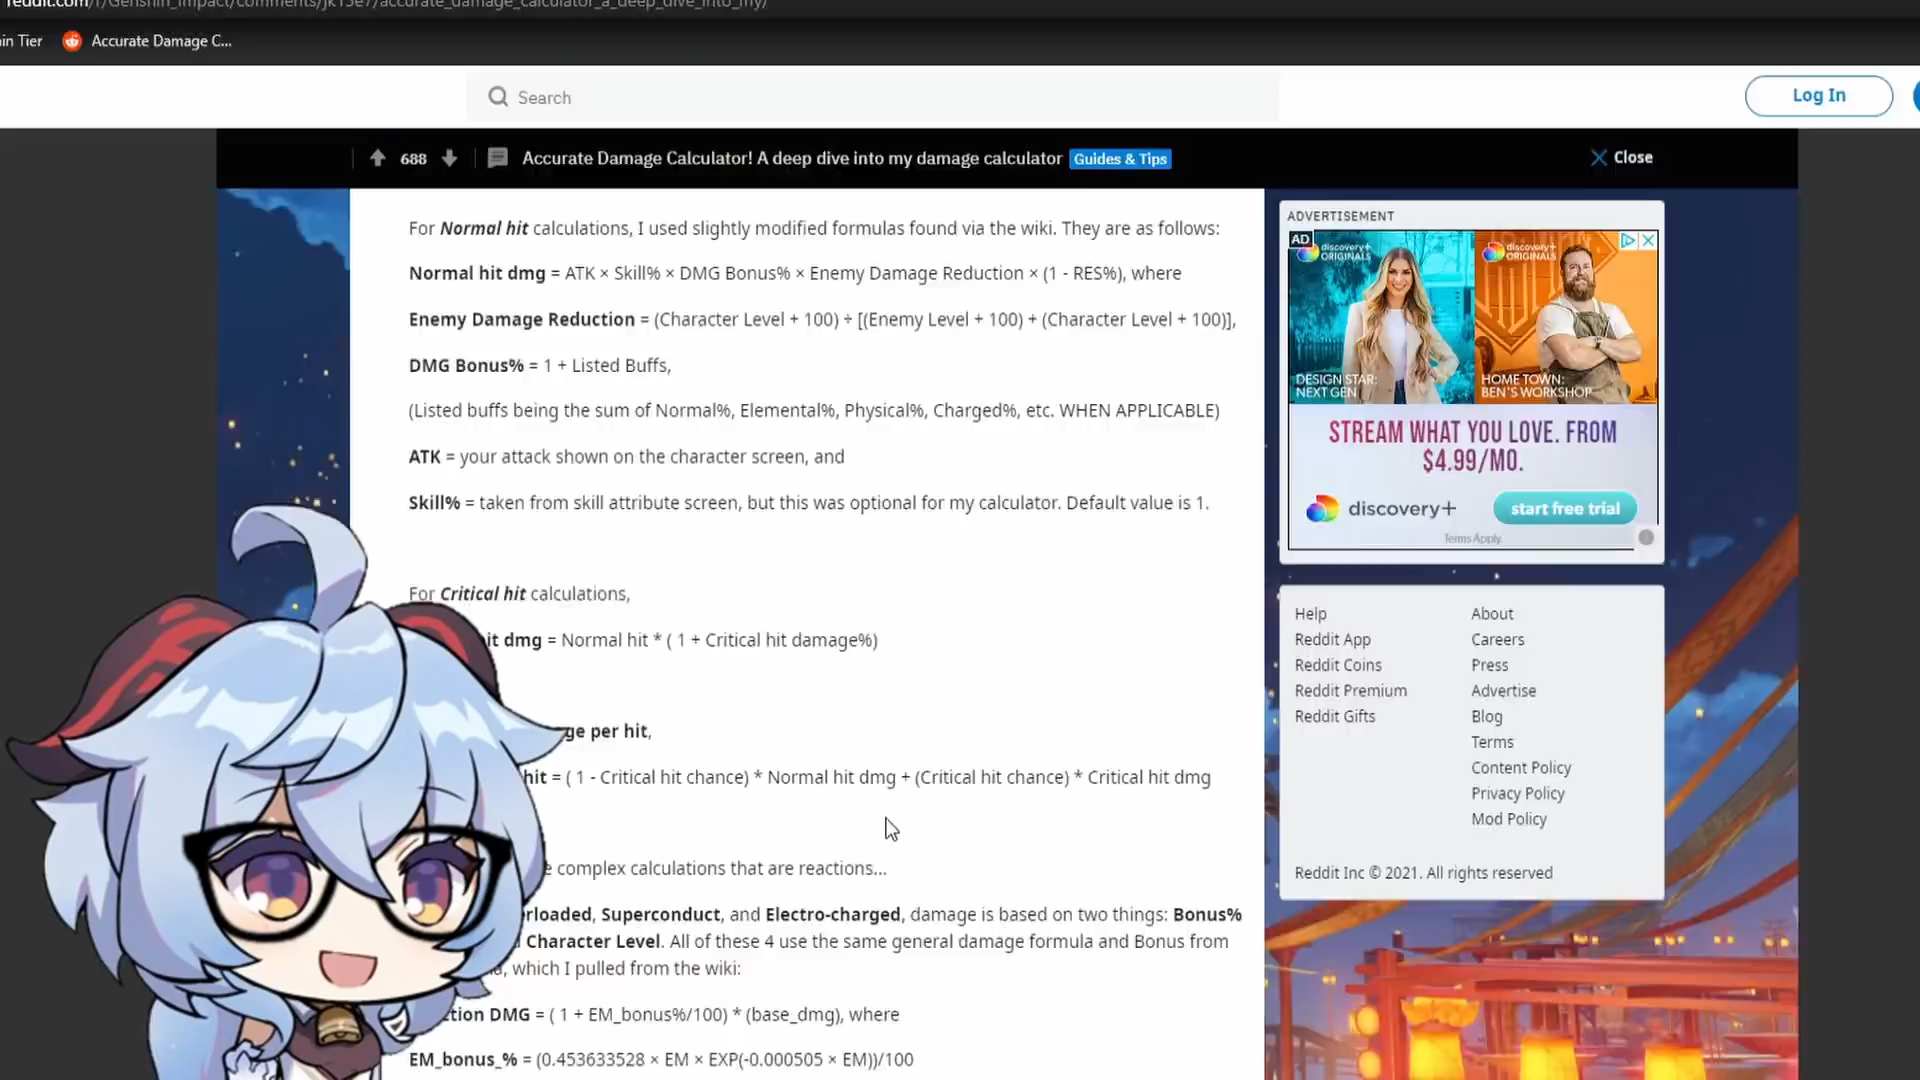 reddit.com/r/Genshin_Impact/comments/jk15e7/accurate_damage_calculator_a_deep_dive_into_my/
in Tier
Accurate Damage C...
Search
Log In
688
Accurate Damage Calculator! A deep dive into my damage calculator
Guides & Tips
Close
For Normal hit calculations, I used slightly modified formulas found via the wiki. They are as follows:
Normal hit dmg = ATK × Skill% × DMG Bonus% × Enemy Damage Reduction × (1 - RES%), where
Enemy Damage Reduction = (Character Level + 100) ÷ [(Enemy Level + 100) + (Character Level + 100)],
DMG Bonus% = 1 + Listed Buffs,
(Listed buffs being the sum of Normal%, Elemental%, Physical%, Charged%, etc. WHEN APPLICABLE)
ATK = your attack shown on the character screen, and
Skill% = taken from skill attribute screen, but this was optional for my calculator. Default value is 1.
For Critical hit calculations,
it dmg = Normal hit * ( 1 + Critical hit damage%)
ge per hit,
hit = ( 1 - Critical hit chance) * Normal hit dmg + (Critical hit chance) * Critical hit dmg
e complex calculations that are reactions...
rloaded, Superconduct, and Electro-charged, damage is based on two things: Bonus%
Character Level. All of these 4 use the same general damage formula and Bonus from
a, which I pulled from the wiki:
ction DMG = ( 1 + EM_bonus%/100) * (base_dmg), where
EM_bonus_% = (0.453633528 × EM × EXP(-0.000505 × EM))/100
ADVERTISEMENT
AD
discovery+
ORIGINALS
discovery+
ORIGINALS
DESIGN STAR:
NEXT GEN
HOME TOWN:
BEN'S WORKSHOP
STREAM WHAT YOU LOVE. FROM
$4.99/MO.
discovery+
start free trial
Terms Apply.
Help
Reddit App
Reddit Coins
Reddit Premium
Reddit Gifts
About
Careers
Press
Advertise
Blog
Terms
Content Policy
Privacy Policy
Mod Policy
Reddit Inc © 2021. All rights reserved